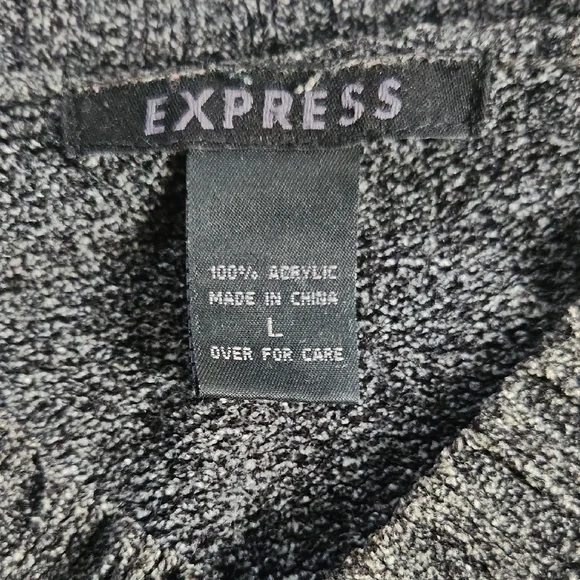 EXPRESS
100% ACRYLIC
MADE IN CHINA
L
OVER FOR CARE